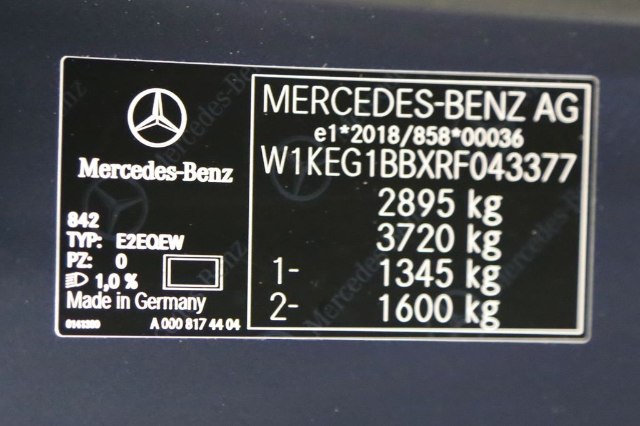 Mercedes-Benz
842
TYP: E2EQEW
PZ: 0
1,0 %
Made in Germany
A 000 817 44 04
MERCEDES-BENZ AG
e1*2018/858*00036
W1KEG1BBXRF043377
2895 kg
3720 kg
1- 1345 kg
2- 1600 kg